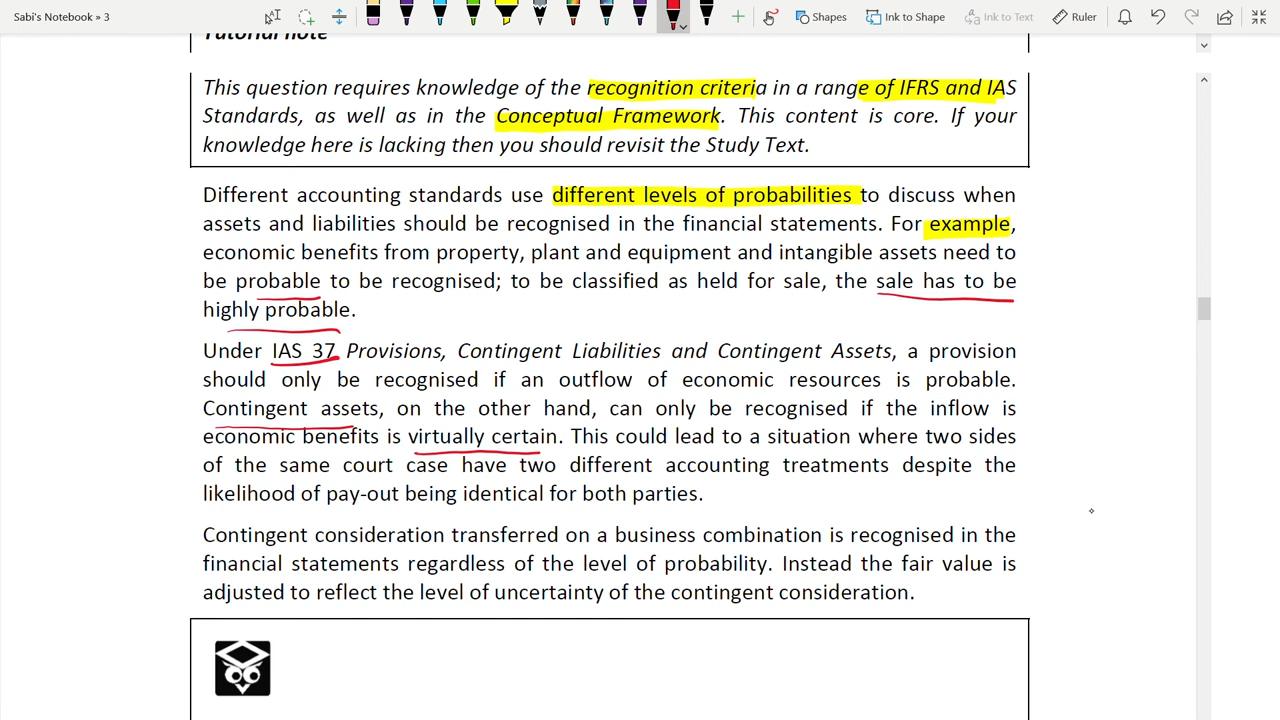 Sabi's Notebook » 3
Shapes
Ink to Shape
Ink to Text
Ruler
Tutorial note
This question requires knowledge of the recognition criteria in a range of IFRS and IAS
Standards, as well as in the Conceptual Framework. This content is core. If your
knowledge here is lacking then you should revisit the Study Text.
Different accounting standards use different levels of probabilities to discuss when
assets and liabilities should be recognised in the financial statements. For example,
economic benefits from property, plant and equipment and intangible assets need to
be probable to be recognised; to be classified as held for sale, the sale has to be
highly probable.
Under IAS 37 Provisions, Contingent Liabilities and Contingent Assets, a provision
should only be recognised if an outflow of economic resources is probable.
Contingent assets, on the other hand, can only be recognised if the inflow is
economic benefits is virtually certain. This could lead to a situation where two sides
of the same court case have two different accounting treatments despite the
likelihood of pay-out being identical for both parties.
Contingent consideration transferred on a business combination is recognised in the
financial statements regardless of the level of probability. Instead the fair value is
adjusted to reflect the level of uncertainty of the contingent consideration.